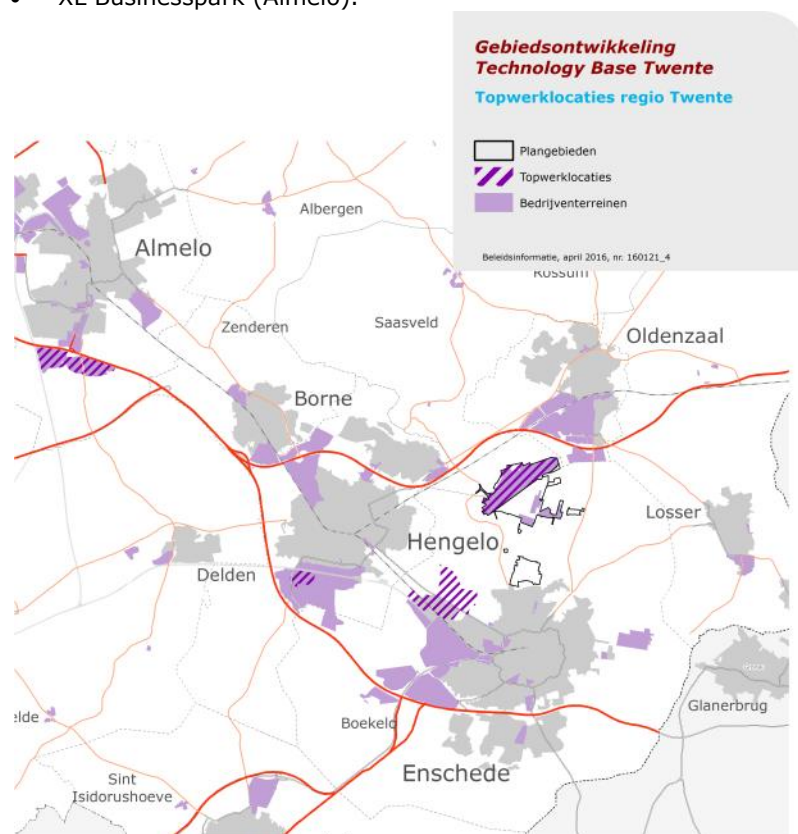 • XL Businesspark (Almelo).
Gebiedsontwikkeling
Technology Base Twente
Topwerklocaties regio Twente
Plangebieden
Topwerklocaties
Bedrijventerreinen
Beleidsinformatie, april 2016, nr. 160121_4
Rossum
Albergen
Almelo
Zenderen
Saasveld
Oldenzaal
Borne
Losser
Hengelo
Delden
Glanerbrug
elde
Boekelo
Enschede
Sint
Isidorushoeve